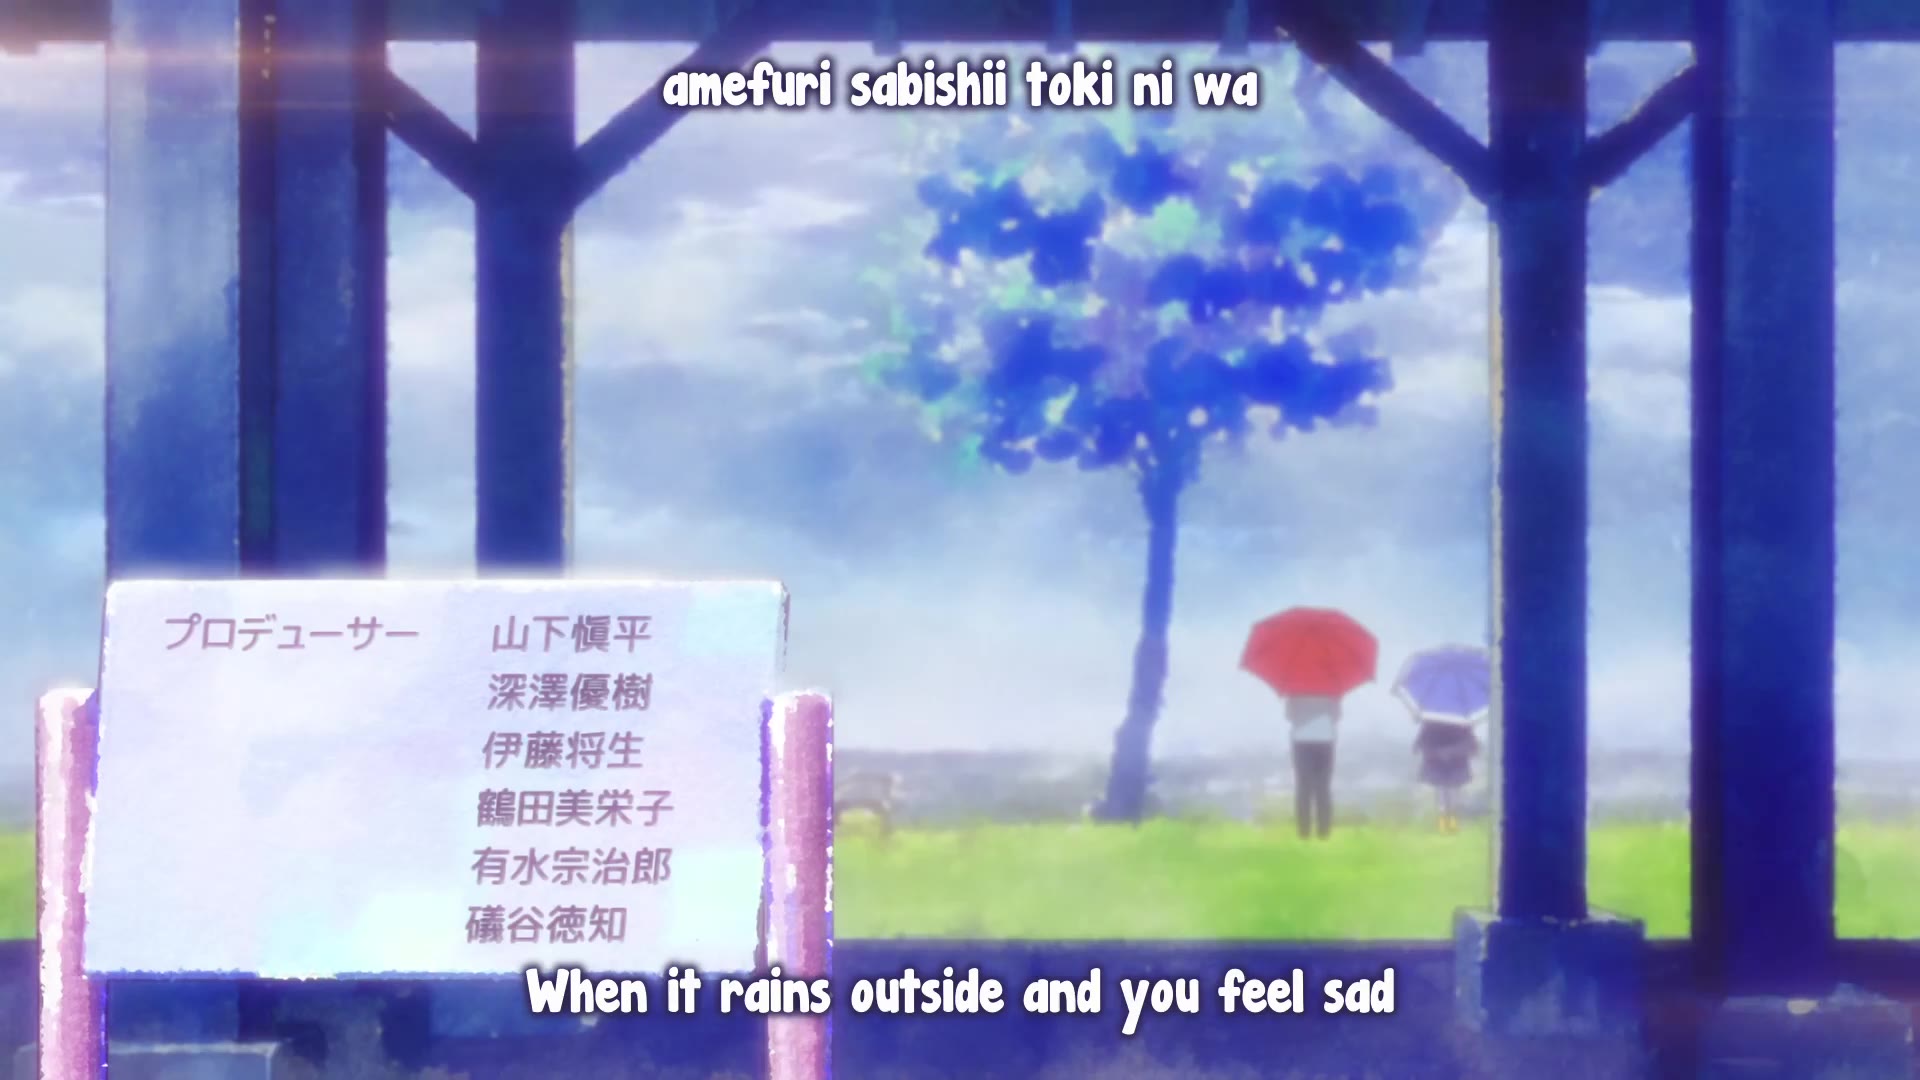 amefuri sabishii toki ni wa
プロデューサー 山下愼平
深澤優樹
伊藤将生
鶴田美栄子
有水宗治郎
礒谷徳知
When it rains outside and you feel sad